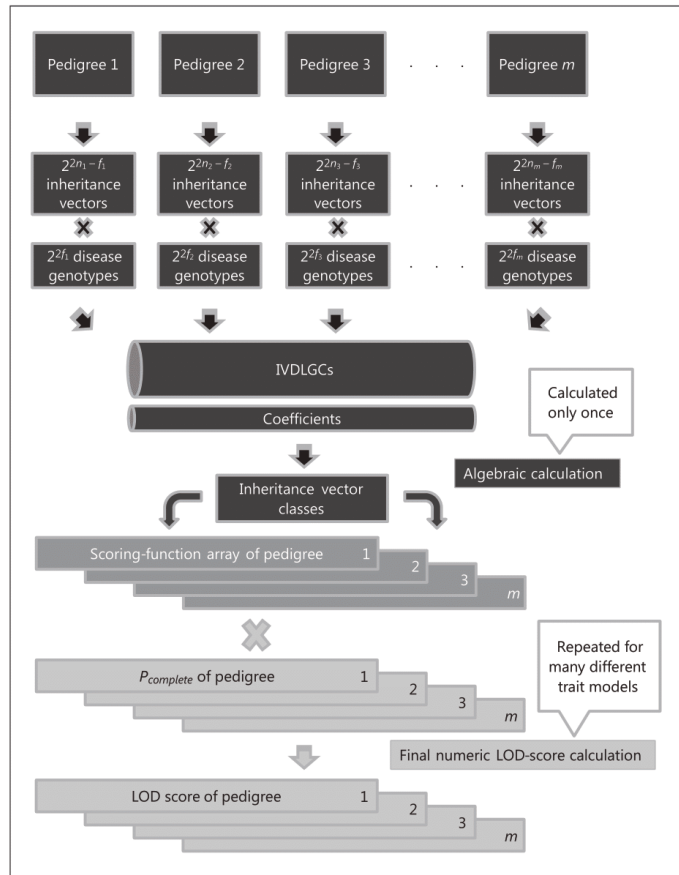 Pedigree 1 Pedigree 2 Pedigree 3 . . . Pedigree m
2^2n₁ – f₁ inheritance vectors
2^2n₂ – f₂ inheritance vectors
2^2n₃ – f₃ inheritance vectors
. . .
2^2nₘ – fₘ inheritance vectors
× × × ×
2^2f₁ disease genotypes
2^2f₂ disease genotypes
2^2f₃ disease genotypes
. . .
2^2fₘ disease genotypes
IVDLGCs
Coefficients
Calculated
only once
Algebraic calculation
Inheritance vector
classes
Scoring-function array of pedigree 1
2
3
m
Repeated for
many different
trait models
P_complete of pedigree 1
2
3
m
Final numeric LOD-score calculation
LOD score of pedigree 1
2
3
m